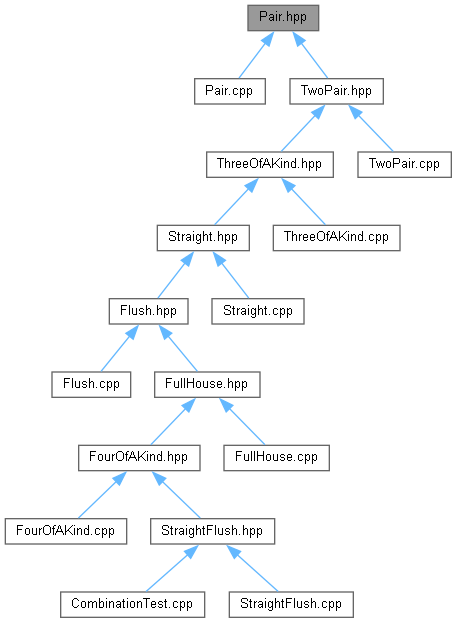 Pair.hpp
Pair.cpp
TwoPair.hpp
ThreeOfAKind.hpp
TwoPair.cpp
Straight.hpp
ThreeOfAKind.cpp
Flush.hpp
Straight.cpp
Flush.cpp
FullHouse.hpp
FourOfAKind.hpp
FullHouse.cpp
FourOfAKind.cpp
StraightFlush.hpp
CombinationTest.cpp
StraightFlush.cpp